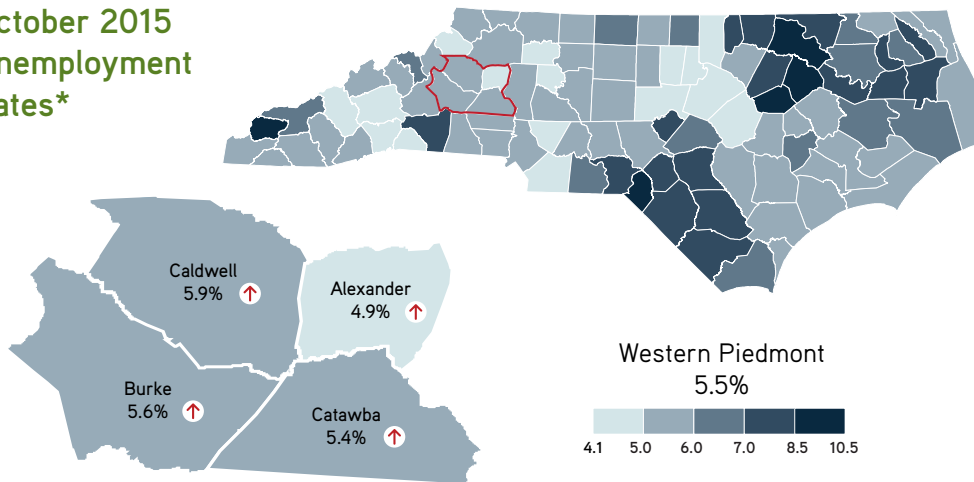 ctober 2015
nemployment
ates*
Caldwell
5.9%
Alexander
4.9%
Burke
5.6%
Catawba
5.4%
Western Piedmont
5.5%
4.1 5.0 6.0 7.0 8.5 10.5